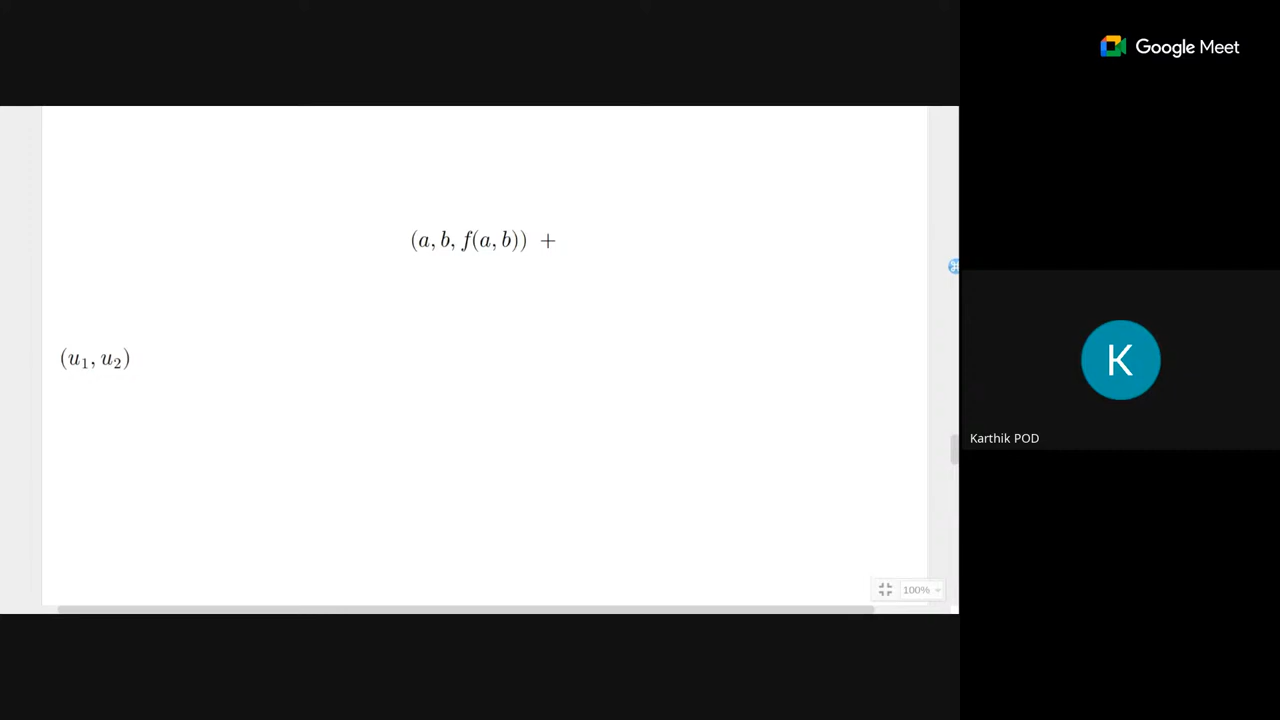 Google Meet
(a, b, f(a, b)) +
(u₁, u₂)
K
Karthik POD
100%